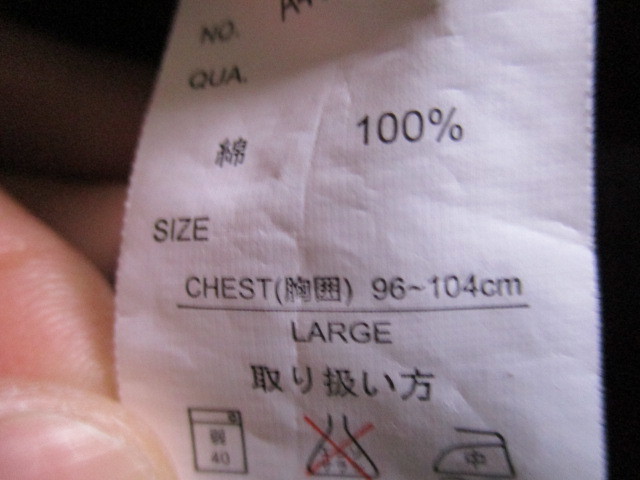 NO.
QUA.
綿 100%
SIZE
CHEST(胸囲) 96~104cm
LARGE
取り扱い方
弱 40 中